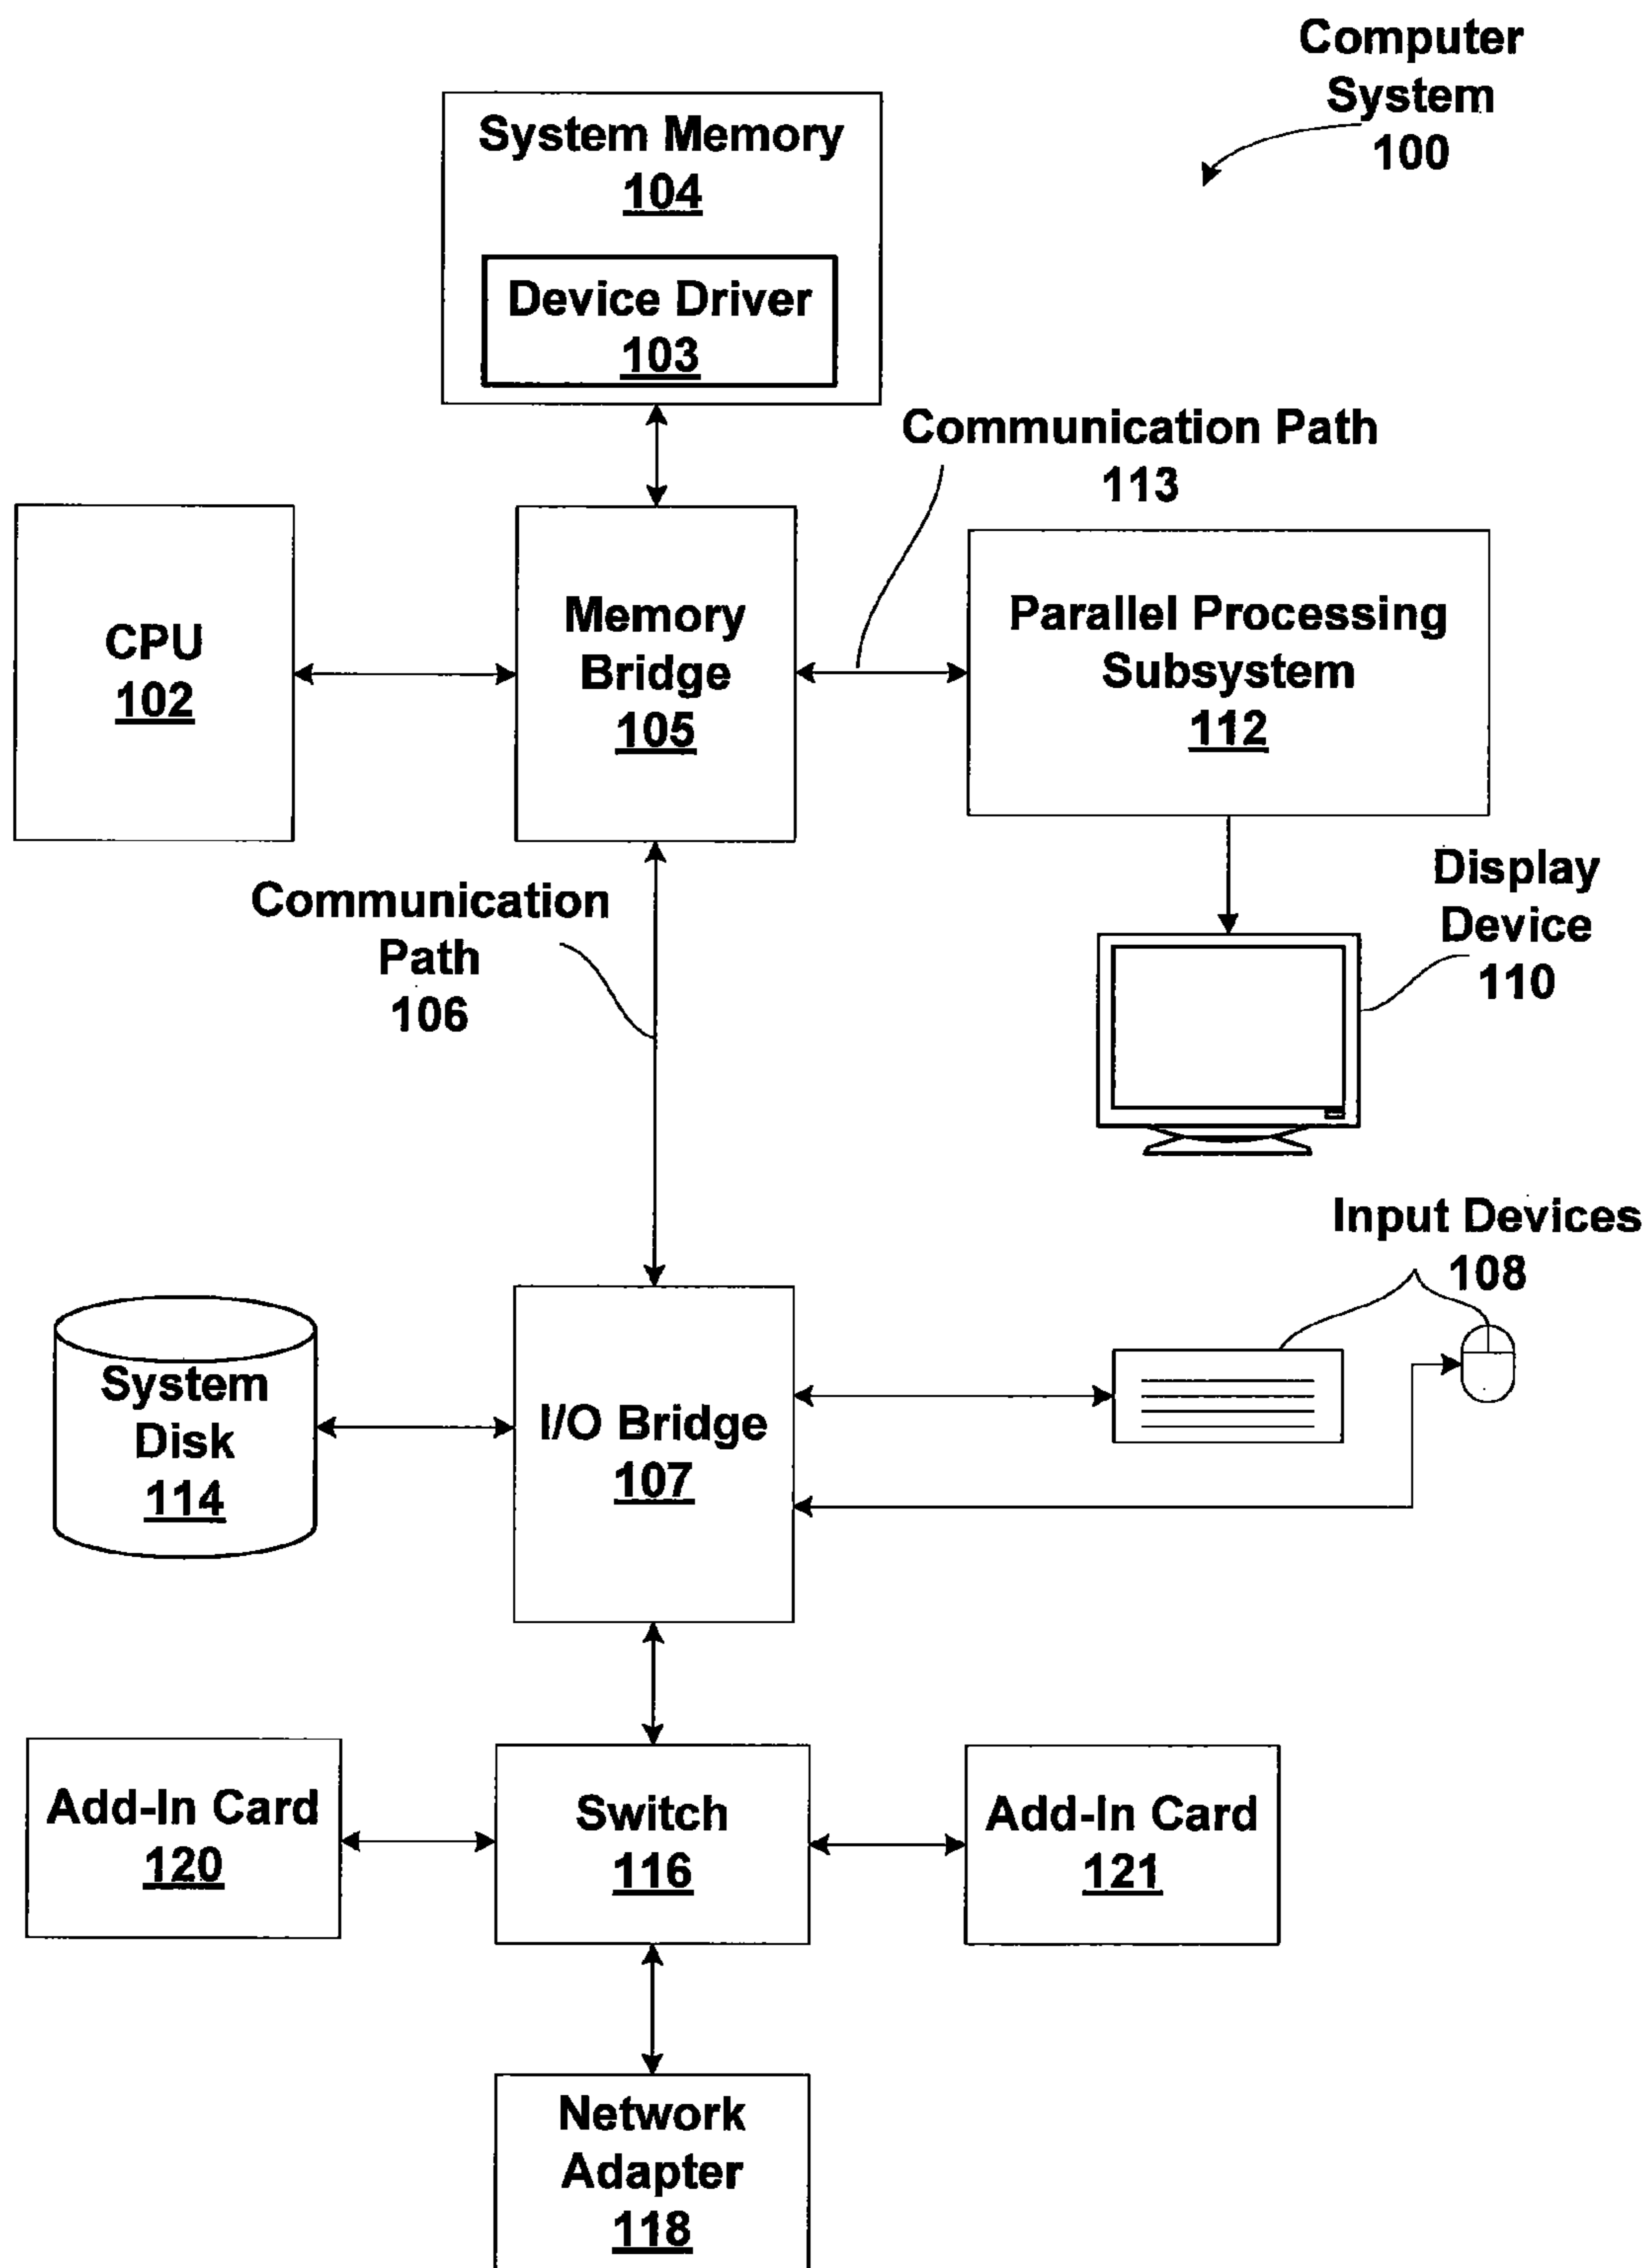 Computer
System
100
System Memory
104
Device Driver
103
Communication Path
113
CPU
102
Memory
Bridge
105
Parallel Processing
Subsystem
112
Communication
Path
106
Display
Device
110
Input Devices
108
System
Disk
114
I/O Bridge
107
Add-In Card
120
Switch
116
Add-In Card
121
Network
Adapter
118